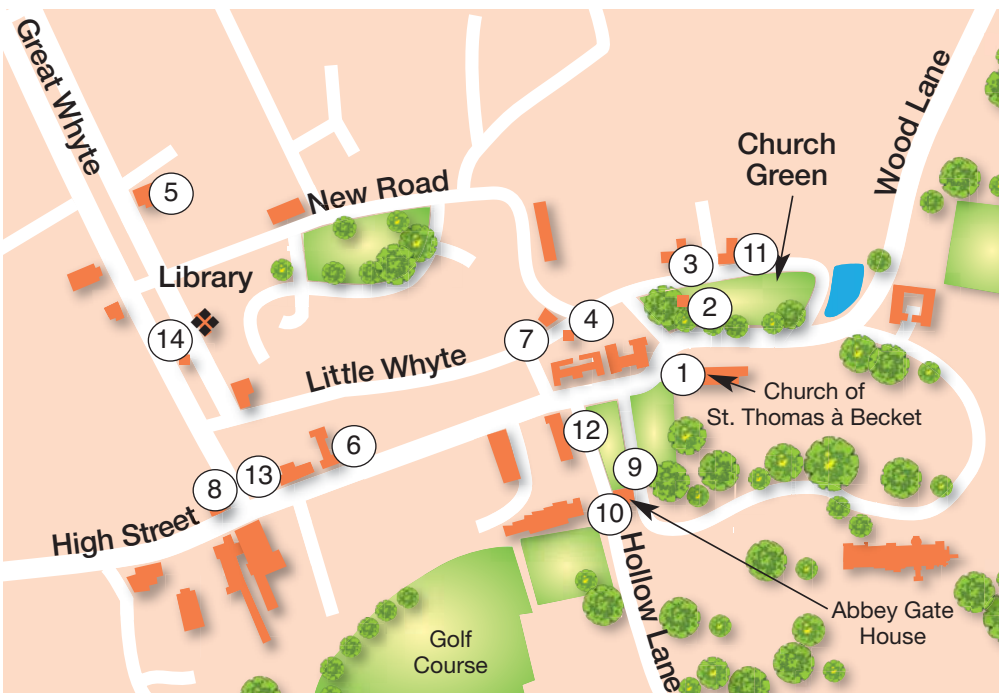 Great Whyte
Wood Lane
Church
Green
5
New Road
3
11
Library
2
14
7
4
Little Whyte
1
Church of
St. Thomas à Becket
12
6
13
9
8
10
High Street
Hollow Lane
Abbey Gate
House
Golf
Course